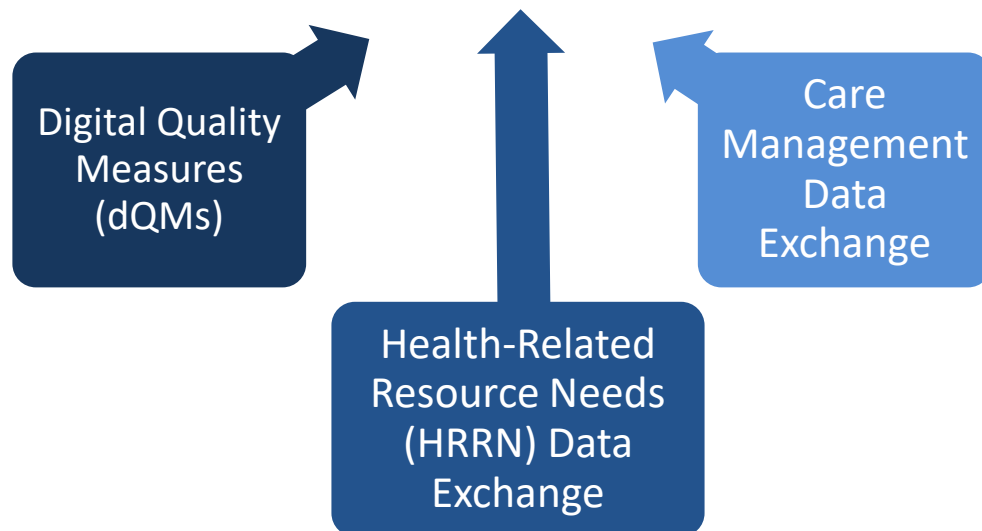 Digital Quality
Measures
(dQMs)
Care
Management
Data
Exchange
Health-Related
Resource Needs
(HRRN) Data
Exchange